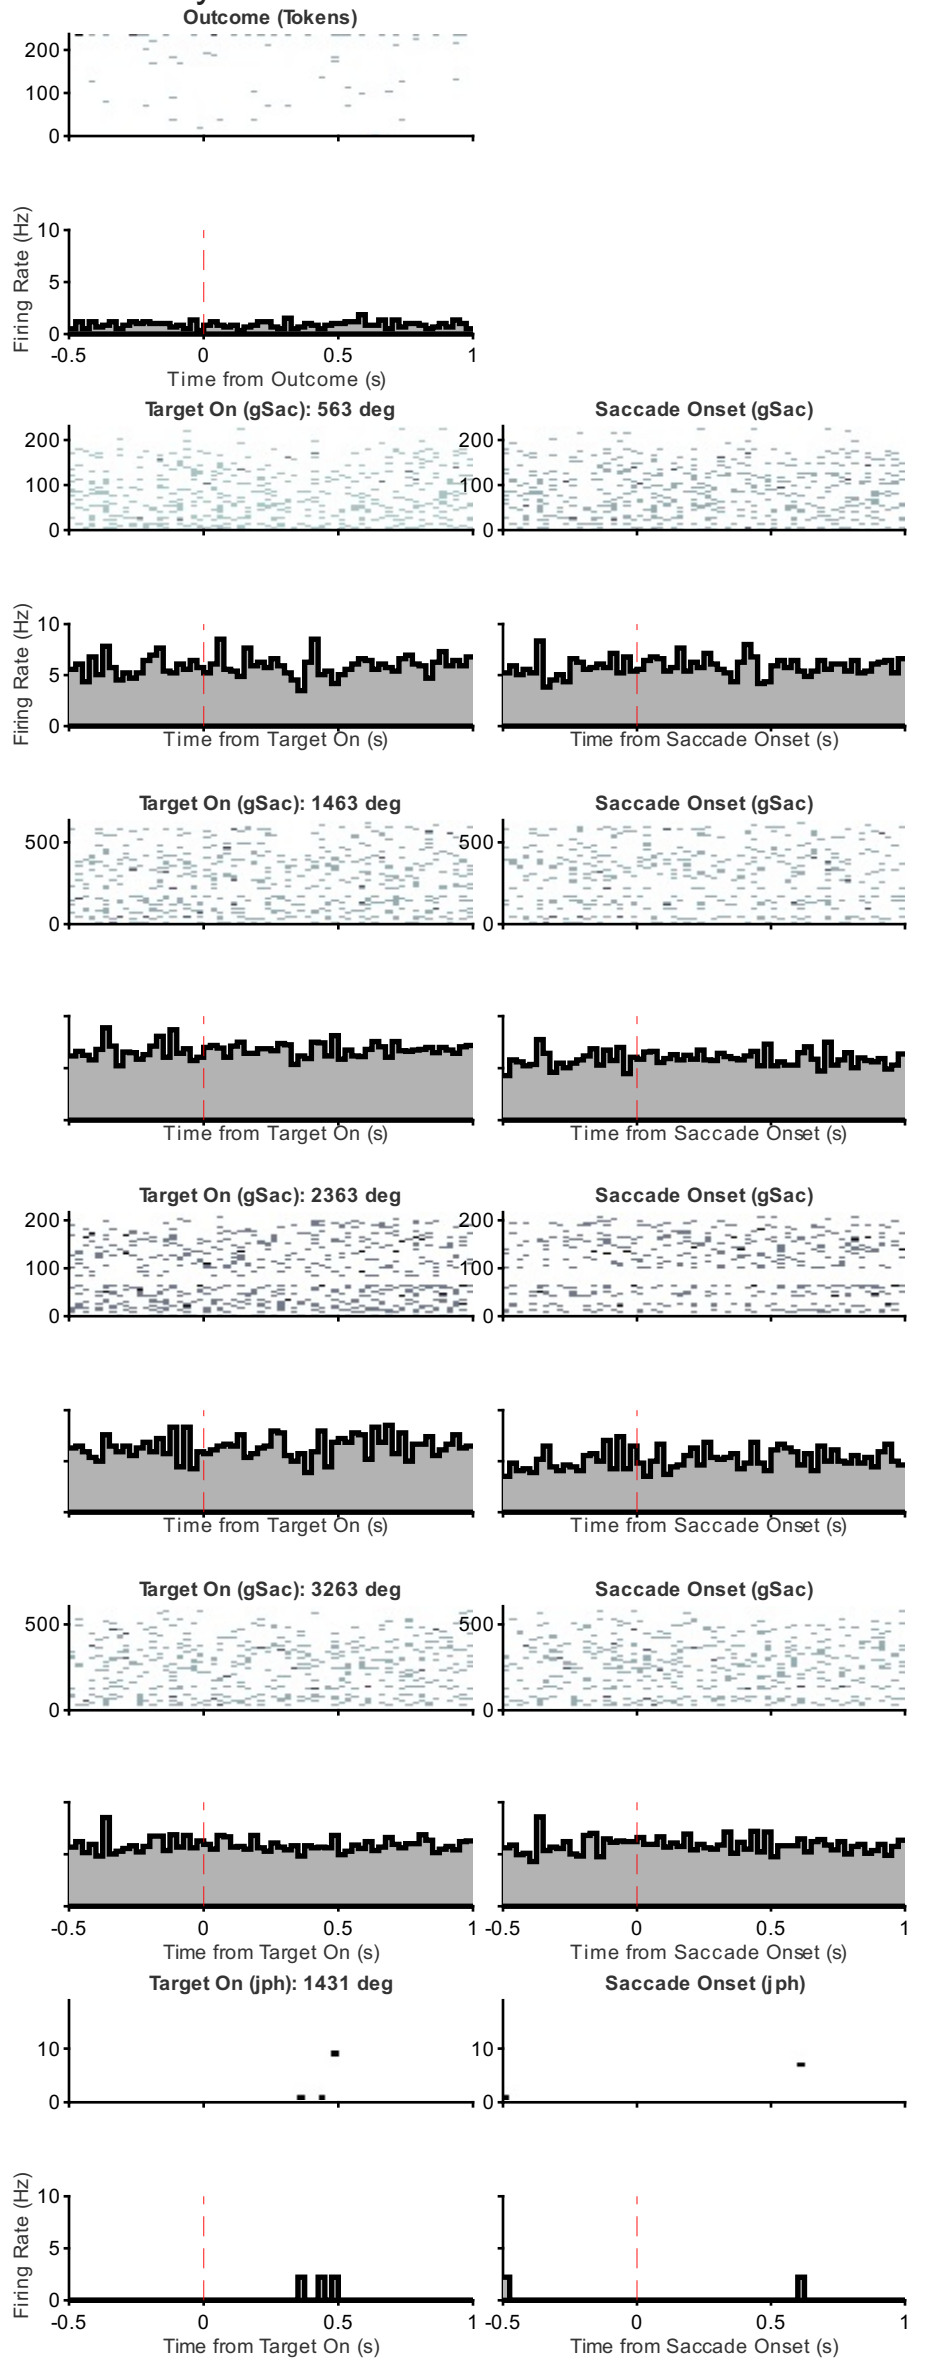 Outcome (Tokens)
200
100
0
Firing Rate (Hz)
10
5
0
-0.5 0 0.5 1
Time from Outcome (s)
Target On (gSac): 563 deg Saccade Onset (gSac)
200 200
100 100
0 0
Firing Rate (Hz)
10
5
0
Time from Target On (s) Time from Saccade Onset (s)
Target On (gSac): 1463 deg Saccade Onset (gSac)
500 500
0 0
Time from Target On (s) Time from Saccade Onset (s)
Target On (gSac): 2363 deg Saccade Onset (gSac)
200 200
100 100
0 0
Time from Target On (s) Time from Saccade Onset (s)
Target On (gSac): 3263 deg Saccade Onset (gSac)
500 500
0 0
-0.5 0 0.5 1 -0.5 0 0.5 1
Time from Target On (s) Time from Saccade Onset (s)
Target On (jph): 1431 deg Saccade Onset (jph)
10 10
0 0
Firing Rate (Hz)
10
5
0
-0.5 0 0.5 1 -0.5 0 0.5 1
Time from Target On (s) Time from Saccade Onset (s)